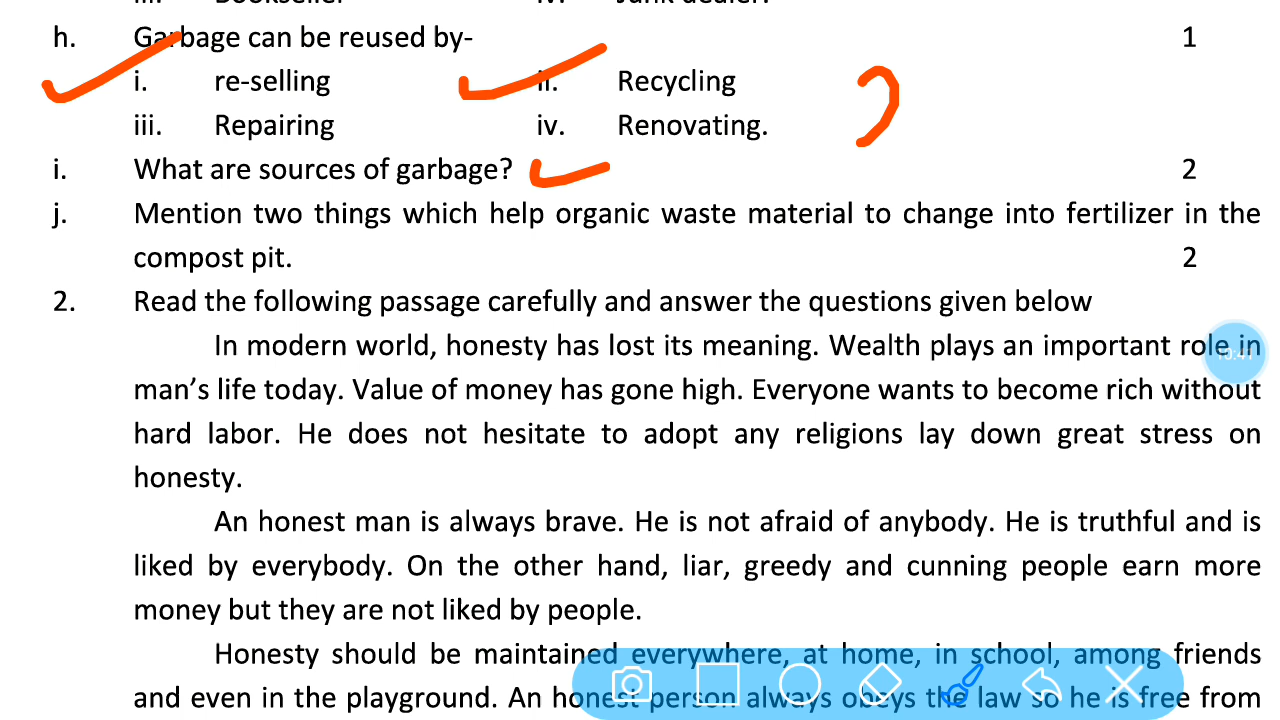 h. Garbage can be reused by- 1
i. re-selling ii. Recycling
iii. Repairing iv. Renovating.
i. What are sources of garbage? 2
j. Mention two things which help organic waste material to change into fertilizer in the
compost pit. 2
2. Read the following passage carefully and answer the questions given below
In modern world, honesty has lost its meaning. Wealth plays an important role in
man's life today. Value of money has gone high. Everyone wants to become rich without
hard labor. He does not hesitate to adopt any religions lay down great stress on
honesty.
An honest man is always brave. He is not afraid of anybody. He is truthful and is
liked by everybody. On the other hand, liar, greedy and cunning people earn more
money but they are not liked by people.
Honesty should be maintained everywhere, at home, in school, among friends
and even in the playground. An honest person always obeys the law so he is free from